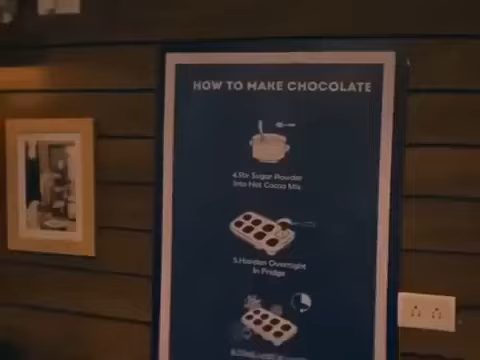 HOW TO MAKE CHOCOLATE
4.Stir Sugar Powder
Into Hot Cocoa Mix
5.Harden Overnight
In Fridge